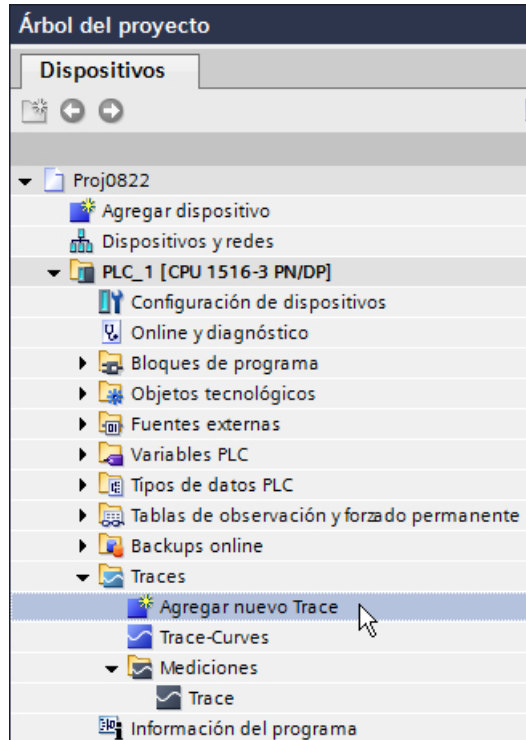 Árbol del proyecto
Dispositivos
Proj0822
Agregar dispositivo
Dispositivos y redes
PLC_1 [CPU 1516-3 PN/DP]
Configuración de dispositivos
Online y diagnóstico
Bloques de programa
Objetos tecnológicos
Fuentes externas
Variables PLC
Tipos de datos PLC
Tablas de observación y forzado permanente
Backups online
Traces
Agregar nuevo Trace
Trace-Curves
Mediciones
Trace
Información del programa